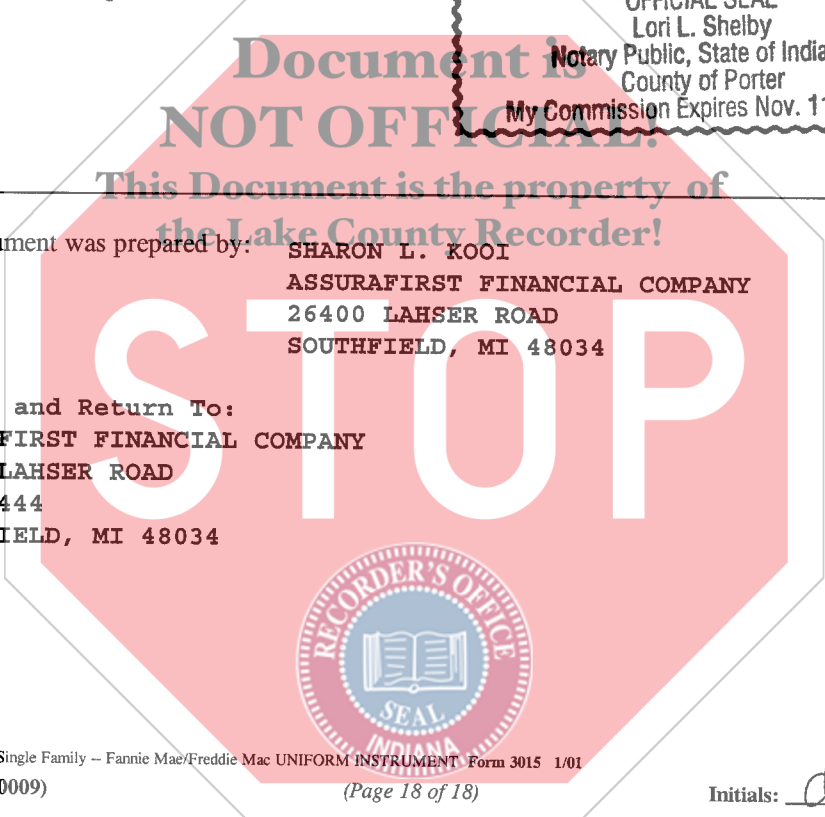 OFFICIAL SEAL
Lori L. Shelby
Notary Public, State of India
County of Porter
My Commission Expires Nov. 1
Document is
NOT OFFICIAL!
This Document is the property of
the Lake County Recorder!
ument was prepared by: SHARON L. KOOI
ASSURAFIRST FINANCIAL COMPANY
26400 LAHSER ROAD
SOUTHFIELD, MI 48034
STOP
and Return To:
FIRST FINANCIAL COMPANY
LAHSER ROAD
444
IELD, MI 48034
RECORDER'S OFFICE
SEAL
INDIANA
Single Family -- Fannie Mae/Freddie Mac UNIFORM INSTRUMENT Form 3015 1/01
0009)
(Page 18 of 18)
Initials: